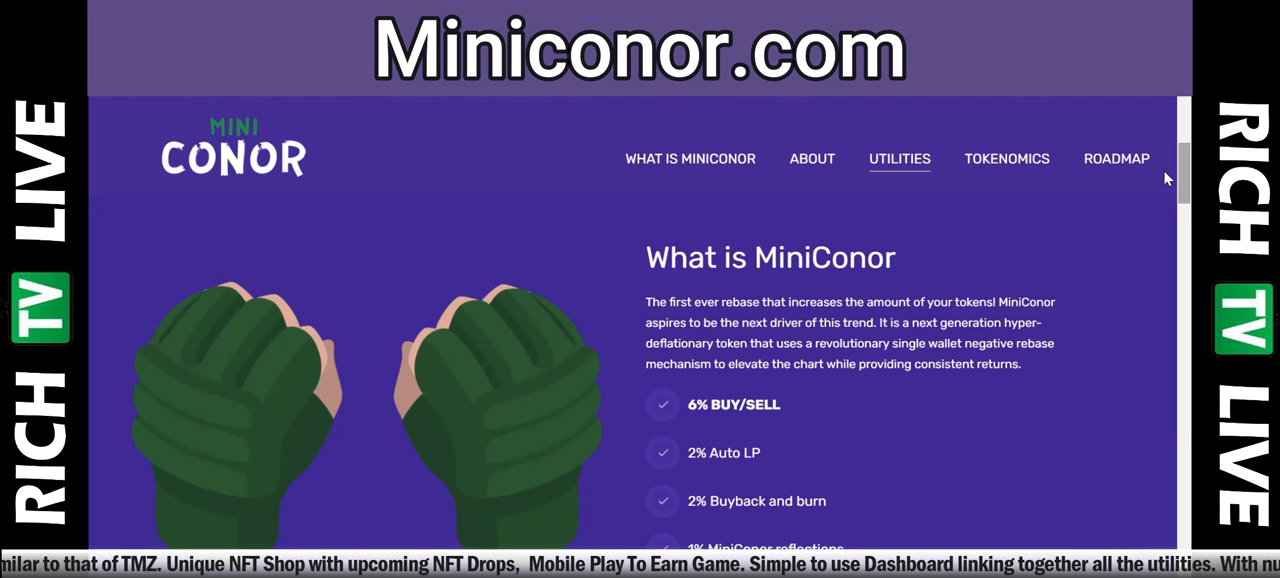 Miniconor.com
RICH TV LIVE
RICH TV LIVE
MINI
CONOR
WHAT IS MINICONOR ABOUT UTILITIES TOKENOMICS ROADMAP
What is MiniConor
The first ever rebase that increases the amount of your tokens! MiniConor
aspires to be the next driver of this trend. It is a next generation hyper-
deflationary token that uses a revolutionary single wallet negative rebase
mechanism to elevate the chart while providing consistent returns.
6% BUY/SELL
2% Auto LP
2% Buyback and burn
1% MiniConor reflections
to that of TMZ. Unique NFT Shop with upcoming NFT Drops, Mobile Play To Earn Game. Simple to use Dashboard linking together all the utilities. With